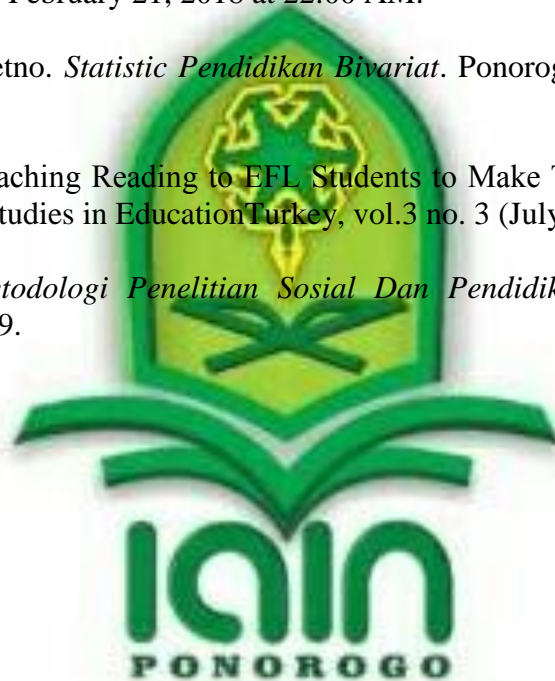 February 21, 2018 at 22.00 AM.
etno. Statistic Pendidikan Bivariat. Ponorog
aching Reading to EFL Students to Make T
tudies in EducationTurkey, vol.3 no. 3 (July
etodologi Penelitian Sosial Dan Pendidik
9.
IAIN
PONOROGO